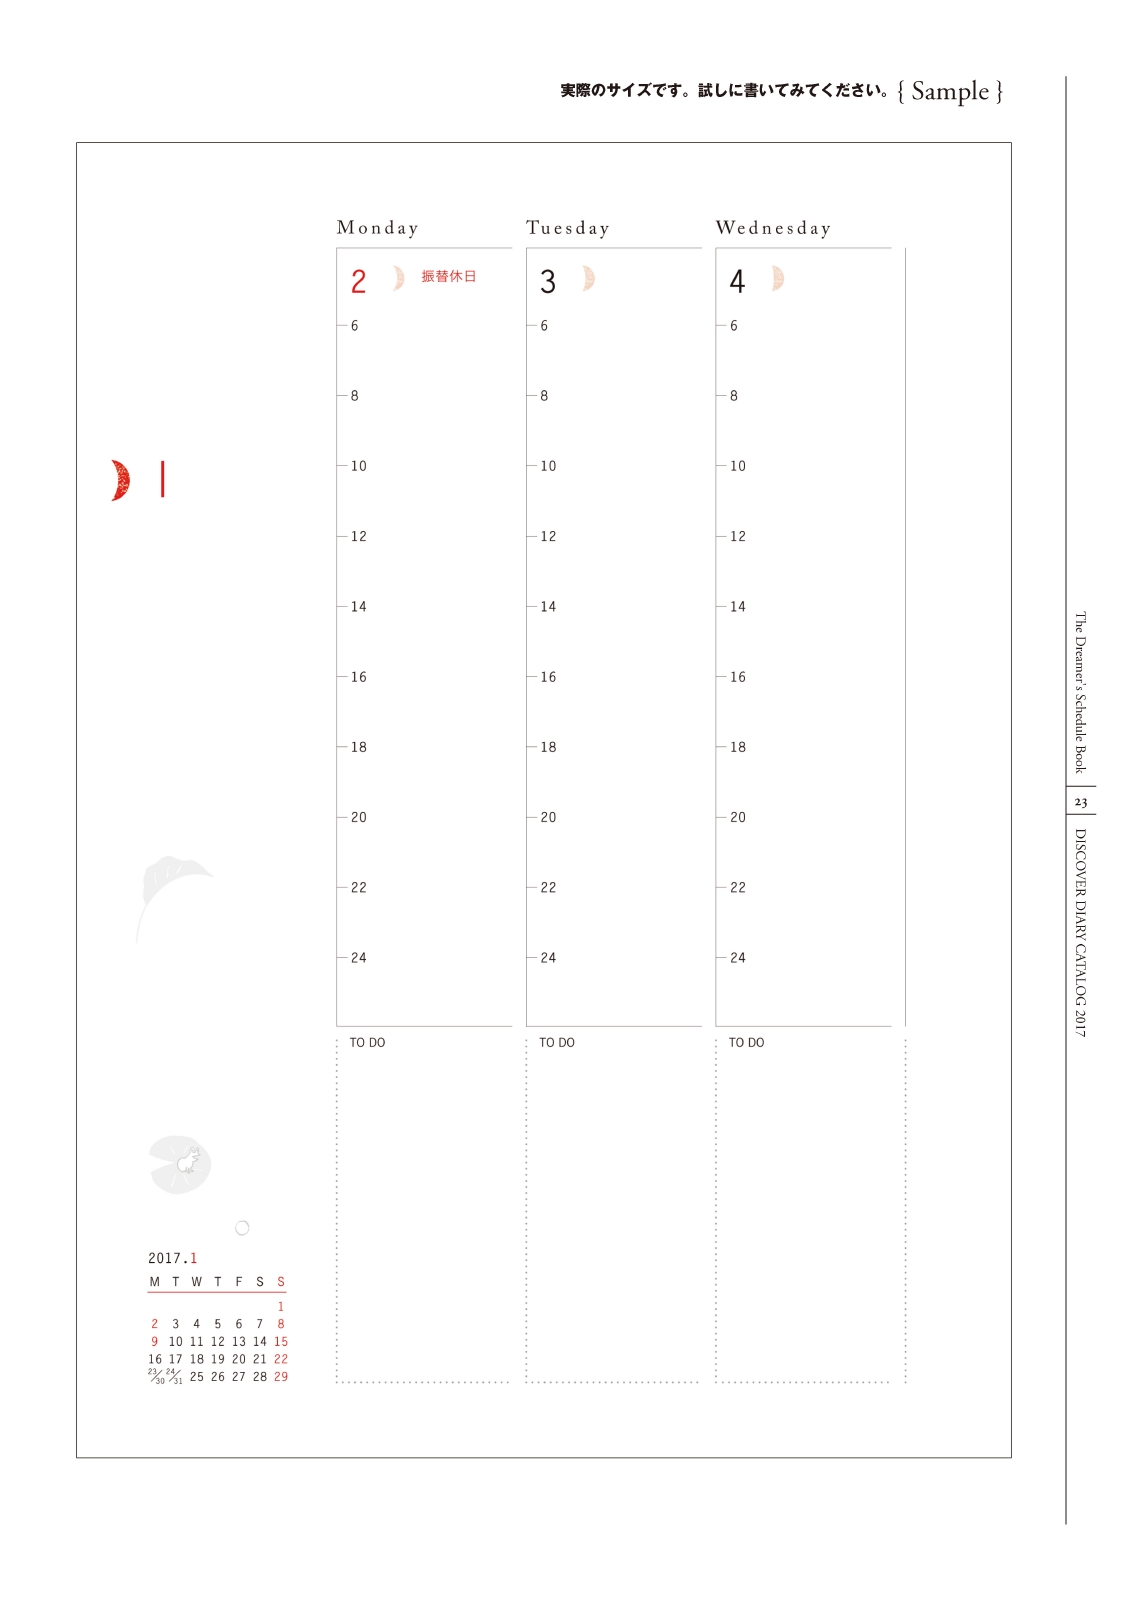 実際のサイズです。試しに書いてみてください。{ Sample }
Monday Tuesday Wednesday
2 振替休日 3 4
6 6 6
8 8 8
10 10 10
12 12 12
14 14 14
16 16 16
18 18 18
20 20 20
22 22 22
24 24 24
TO DO TO DO TO DO
1
2017.1
M T W T F S S
1
2 3 4 5 6 7 8
9 10 11 12 13 14 15
16 17 18 19 20 21 22
23/30 24/31 25 26 27 28 29
The Dreamer's Schedule Book
23
DISCOVER DIARY CATALOG 2017